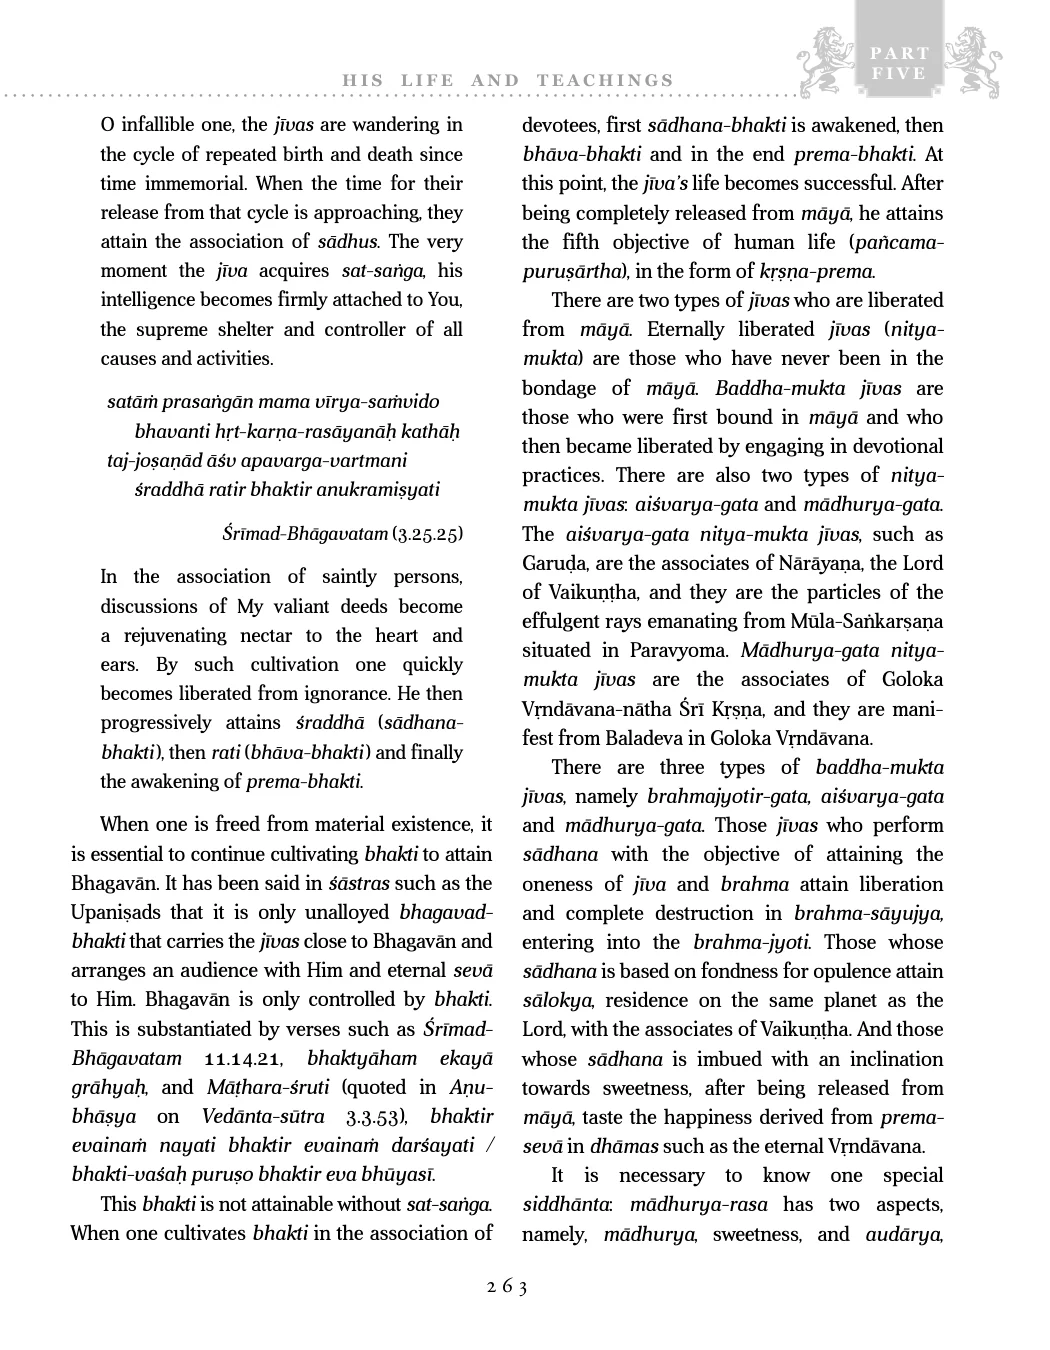 HIS LIFE AND TEACHINGS
PART
FIVE
O infallible one, the jīvas are wandering in
the cycle of repeated birth and death since
time immemorial. When the time for their
release from that cycle is approaching, they
attain the association of sādhus. The very
moment the jīva acquires sat-saṅga, his
intelligence becomes firmly attached to You,
the supreme shelter and controller of all
causes and activities.
satāṁ prasaṅgān mama vīrya-saṁvido
bhavanti hṛt-karṇa-rasāyanāḥ kathāḥ
taj-joṣaṇād āśv apavarga-vartmani
śraddhā ratir bhaktir anukramiṣyati
Śrīmad-Bhāgavatam (3.25.25)
In the association of saintly persons,
discussions of My valiant deeds become
a rejuvenating nectar to the heart and
ears. By such cultivation one quickly
becomes liberated from ignorance. He then
progressively attains śraddhā (sādhana-
bhakti), then rati (bhāva-bhakti) and finally
the awakening of prema-bhakti.
When one is freed from material existence, it
is essential to continue cultivating bhakti to attain
Bhagavān. It has been said in śāstras such as the
Upaniṣads that it is only unalloyed bhagavad-
bhakti that carries the jīvas close to Bhagavān and
arranges an audience with Him and eternal sevā
to Him. Bhagavān is only controlled by bhakti.
This is substantiated by verses such as Śrīmad-
Bhāgavatam 11.14.21, bhaktyāham ekayā
grāhyaḥ, and Māṭhara-śruti (quoted in Aṇu-
bhāṣya on Vedānta-sūtra 3.3.53), bhaktir
evainaṁ nayati bhaktir evainaṁ darśayati /
bhakti-vaśaḥ puruṣo bhaktir eva bhūyasī.
This bhakti is not attainable without sat-saṅga.
When one cultivates bhakti in the association of
devotees, first sādhana-bhakti is awakened, then
bhāva-bhakti and in the end prema-bhakti. At
this point, the jīva's life becomes successful. After
being completely released from māyā, he attains
the fifth objective of human life (pañcama-
puruṣārtha), in the form of kṛṣṇa-prema.
There are two types of jīvas who are liberated
from māyā. Eternally liberated jīvas (nitya-
mukta) are those who have never been in the
bondage of māyā. Baddha-mukta jīvas are
those who were first bound in māyā and who
then became liberated by engaging in devotional
practices. There are also two types of nitya-
mukta jīvas: aiśvarya-gata and mādhurya-gata.
The aiśvarya-gata nitya-mukta jīvas, such as
Garuḍa, are the associates of Nārāyaṇa, the Lord
of Vaikuṇṭha, and they are the particles of the
effulgent rays emanating from Mūla-Saṅkarṣaṇa
situated in Paravyoma. Mādhurya-gata nitya-
mukta jīvas are the associates of Goloka
Vṛndāvana-nātha Śrī Kṛṣṇa, and they are mani-
fest from Baladeva in Goloka Vṛndāvana.
There are three types of baddha-mukta
jīvas, namely brahmajyotir-gata, aiśvarya-gata
and mādhurya-gata. Those jīvas who perform
sādhana with the objective of attaining the
oneness of jīva and brahma attain liberation
and complete destruction in brahma-sāyujya,
entering into the brahma-jyoti. Those whose
sādhana is based on fondness for opulence attain
sālokya, residence on the same planet as the
Lord, with the associates of Vaikuṇṭha. And those
whose sādhana is imbued with an inclination
towards sweetness, after being released from
māyā, taste the happiness derived from prema-
sevā in dhāmas such as the eternal Vṛndāvana.
It is necessary to know one special
siddhānta: mādhurya-rasa has two aspects,
namely, mādhurya, sweetness, and audārya,
263